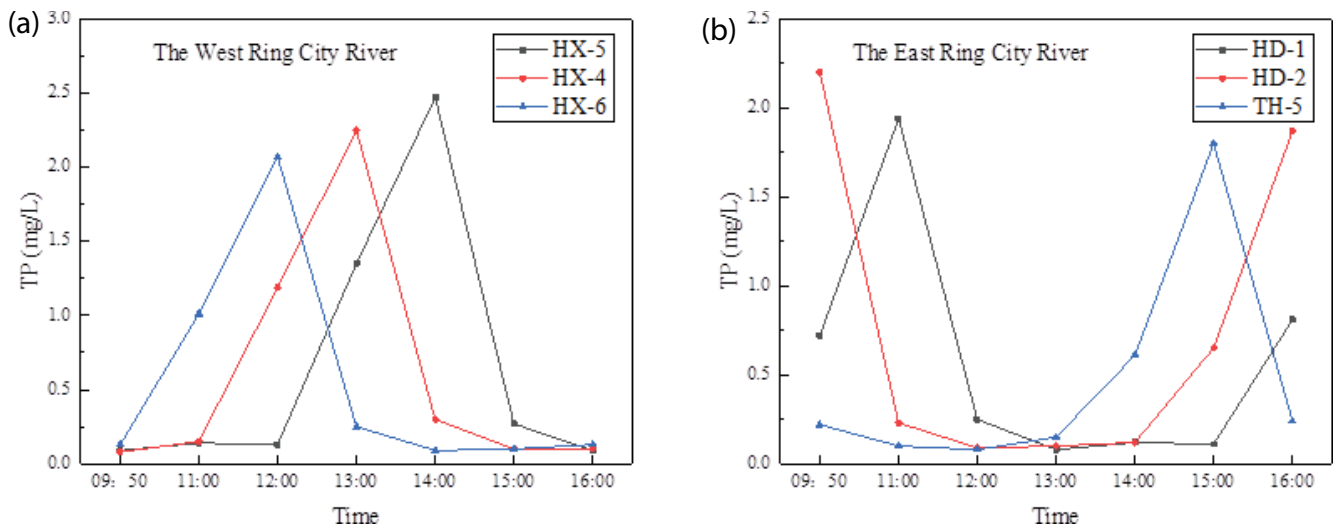 (a)
The West Ring City River
HX-5
HX-4
HX-6
3.0
2.5
2.0
1.5
1.0
0.5
0.0
TP (mg/L)
09: 50 11:00 12:00 13:00 14:00 15:00 16:00
Time
(b)
The East Ring City River
HD-1
HD-2
TH-5
2.5
2.0
1.5
1.0
0.5
0.0
TP (mg/L)
09: 50 11:00 12:00 13:00 14:00 15:00 16:00
Time